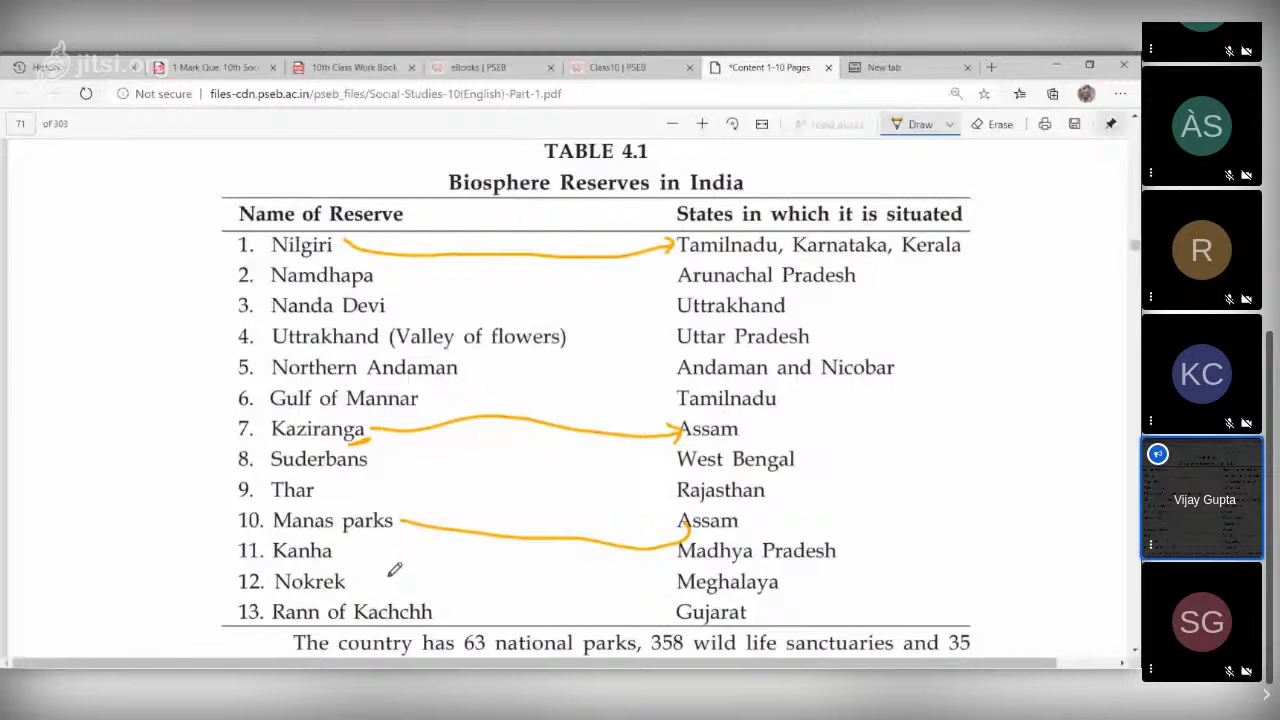 jitsi.org
History
1 Mark Que. 10th Soc
10th Class Work Book
eBooks | PSEB
Class10 | PSEB
*Content 1-10 Pages
New tab
Not secure
files-cdn.pseb.ac.in/pseb_files/Social-Studies-10(English)-Part-1.pdf
71 of 303
Read aloud
Draw
Erase
TABLE 4.1
Biosphere Reserves in India
Name of Reserve States in which it is situated
1. Nilgiri Tamilnadu, Karnataka, Kerala
2. Namdhapa Arunachal Pradesh
3. Nanda Devi Uttrakhand
4. Uttrakhand (Valley of flowers) Uttar Pradesh
5. Northern Andaman Andaman and Nicobar
6. Gulf of Mannar Tamilnadu
7. Kaziranga Assam
8. Suderbans West Bengal
9. Thar Rajasthan
10. Manas parks Assam
11. Kanha Madhya Pradesh
12. Nokrek Meghalaya
13. Rann of Kachchh Gujarat
The country has 63 national parks, 358 wild life sanctuaries and 35
ÀS
R
KC
Vijay Gupta
SG